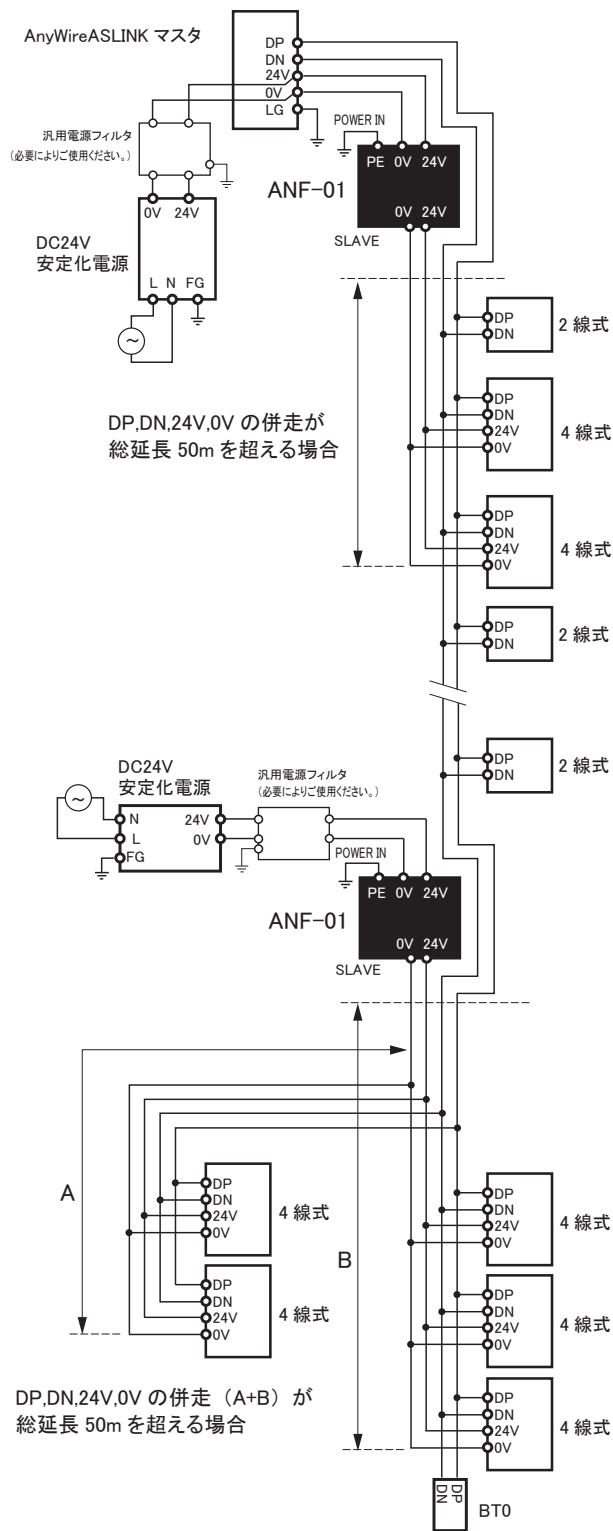 AnyWireASLINK マスタ
DP
DN
24V
0V
LG
汎用電源フィルタ
(必要によりご使用ください。)
POWER IN
PE 0V 24V
ANF-01
0V 24V
SLAVE
0V 24V
DC24V
安定化電源
L N FG
~
DP
DN
2 線式
DP,DN,24V,0V の併走が
総延長 50m を超える場合
DP
DN
24V
0V
4 線式
DP
DN
24V
0V
4 線式
DP
DN
2 線式
DP
DN
2 線式
DC24V
安定化電源
汎用電源フィルタ
(必要によりご使用ください。)
~
N
L
FG
24V
0V
POWER IN
PE 0V 24V
ANF-01
0V 24V
SLAVE
A
B
DP
DN
24V
0V
4 線式
DP
DN
24V
0V
4 線式
DP
DN
24V
0V
4 線式
DP
DN
24V
0V
4 線式
DP
DN
24V
0V
4 線式
DP,DN,24V,0V の併走（A+B）が
総延長 50m を超える場合
DN
DP
BT0